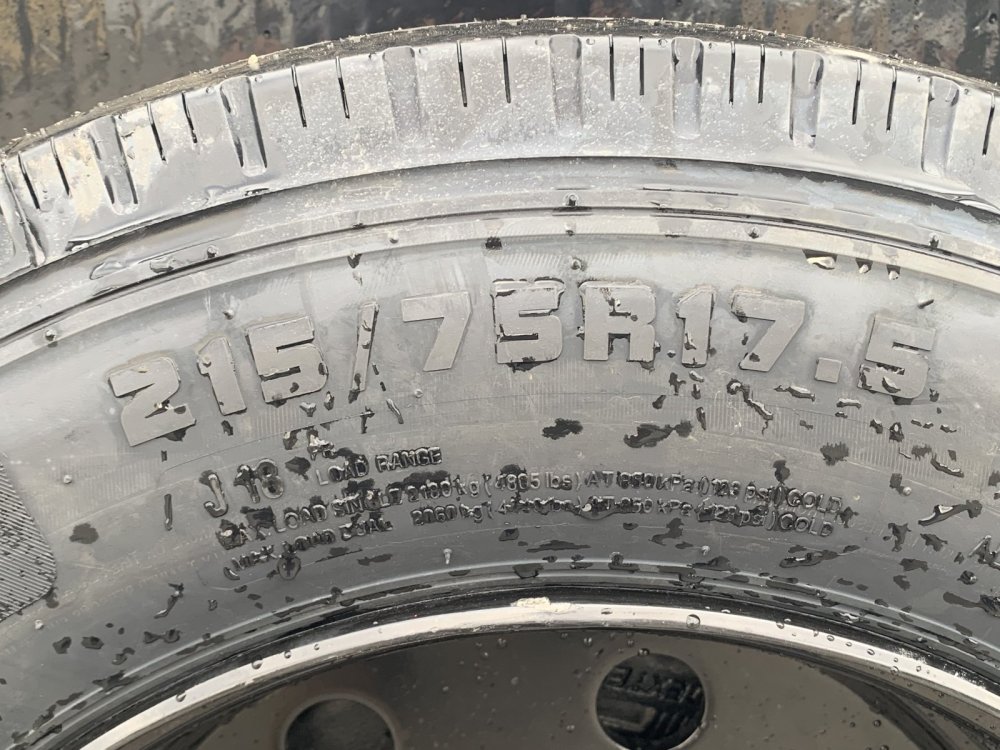 215/75R17.5
J 18 LOAD RANGE
MAX LOAD SINGLE 2180 kg (4805 lbs) AT 850 kPa (123 psi) COLD
MAX LOAD DUAL 2060 kg AT 850 kPa psi) COLD